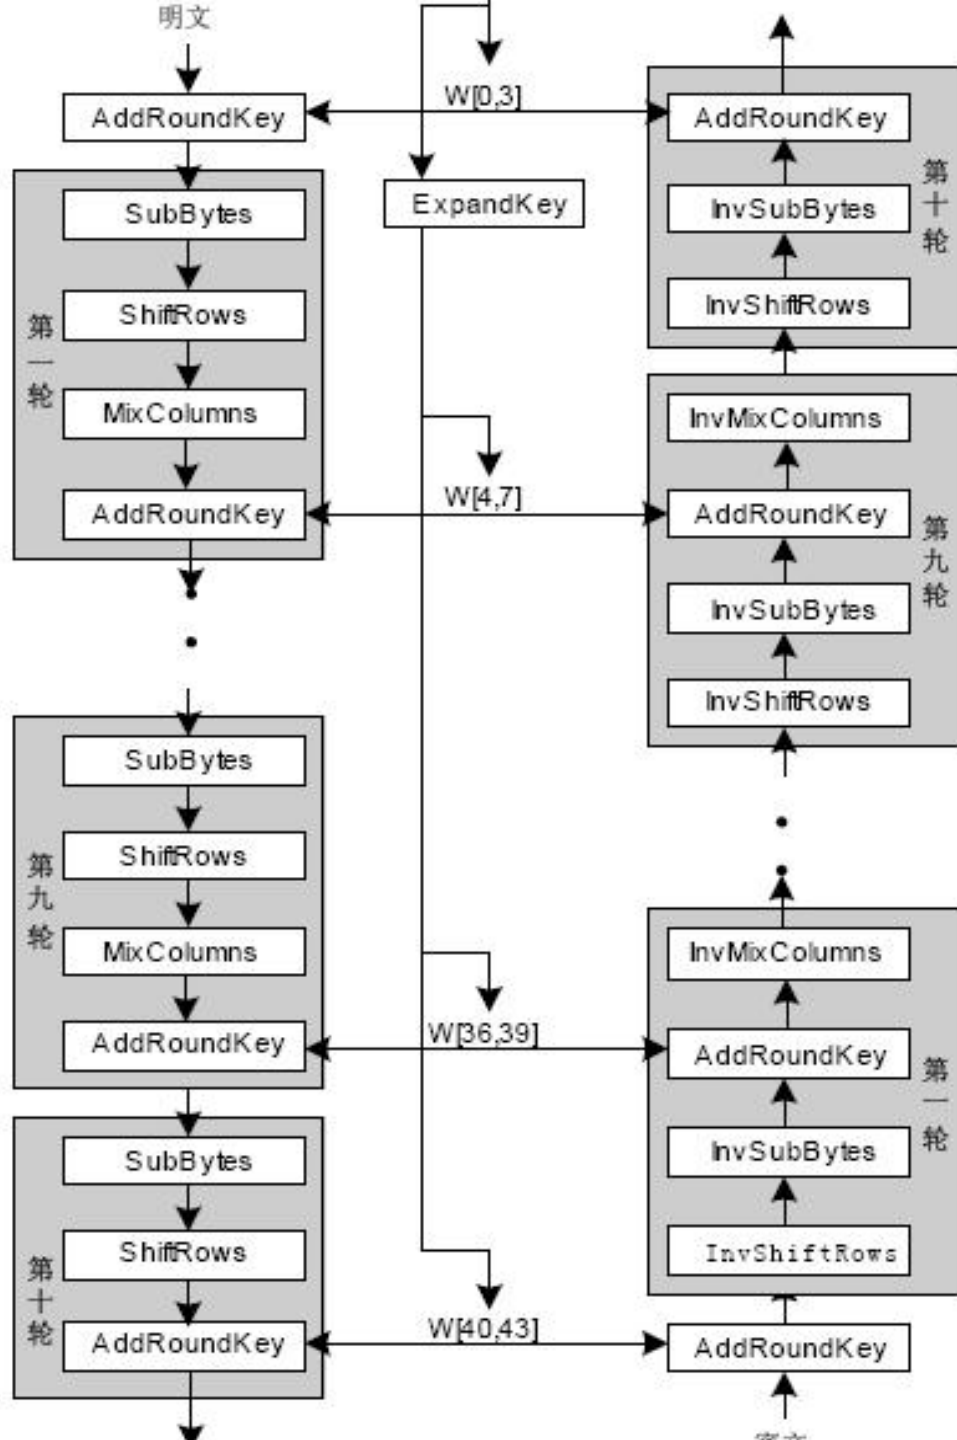 明文
AddRoundKey
第一轮
SubBytes
ShiftRows
MixColumns
AddRoundKey
第九轮
SubBytes
ShiftRows
MixColumns
AddRoundKey
第十轮
SubBytes
ShiftRows
AddRoundKey
W[0,3]
ExpandKey
W[4,7]
W[36,39]
W[40,43]
AddRoundKey
InvSubBytes
InvShiftRows
第十轮
InvMixColumns
AddRoundKey
InvSubBytes
InvShiftRows
第九轮
InvMixColumns
AddRoundKey
InvSubBytes
InvShiftRows
第一轮
AddRoundKey